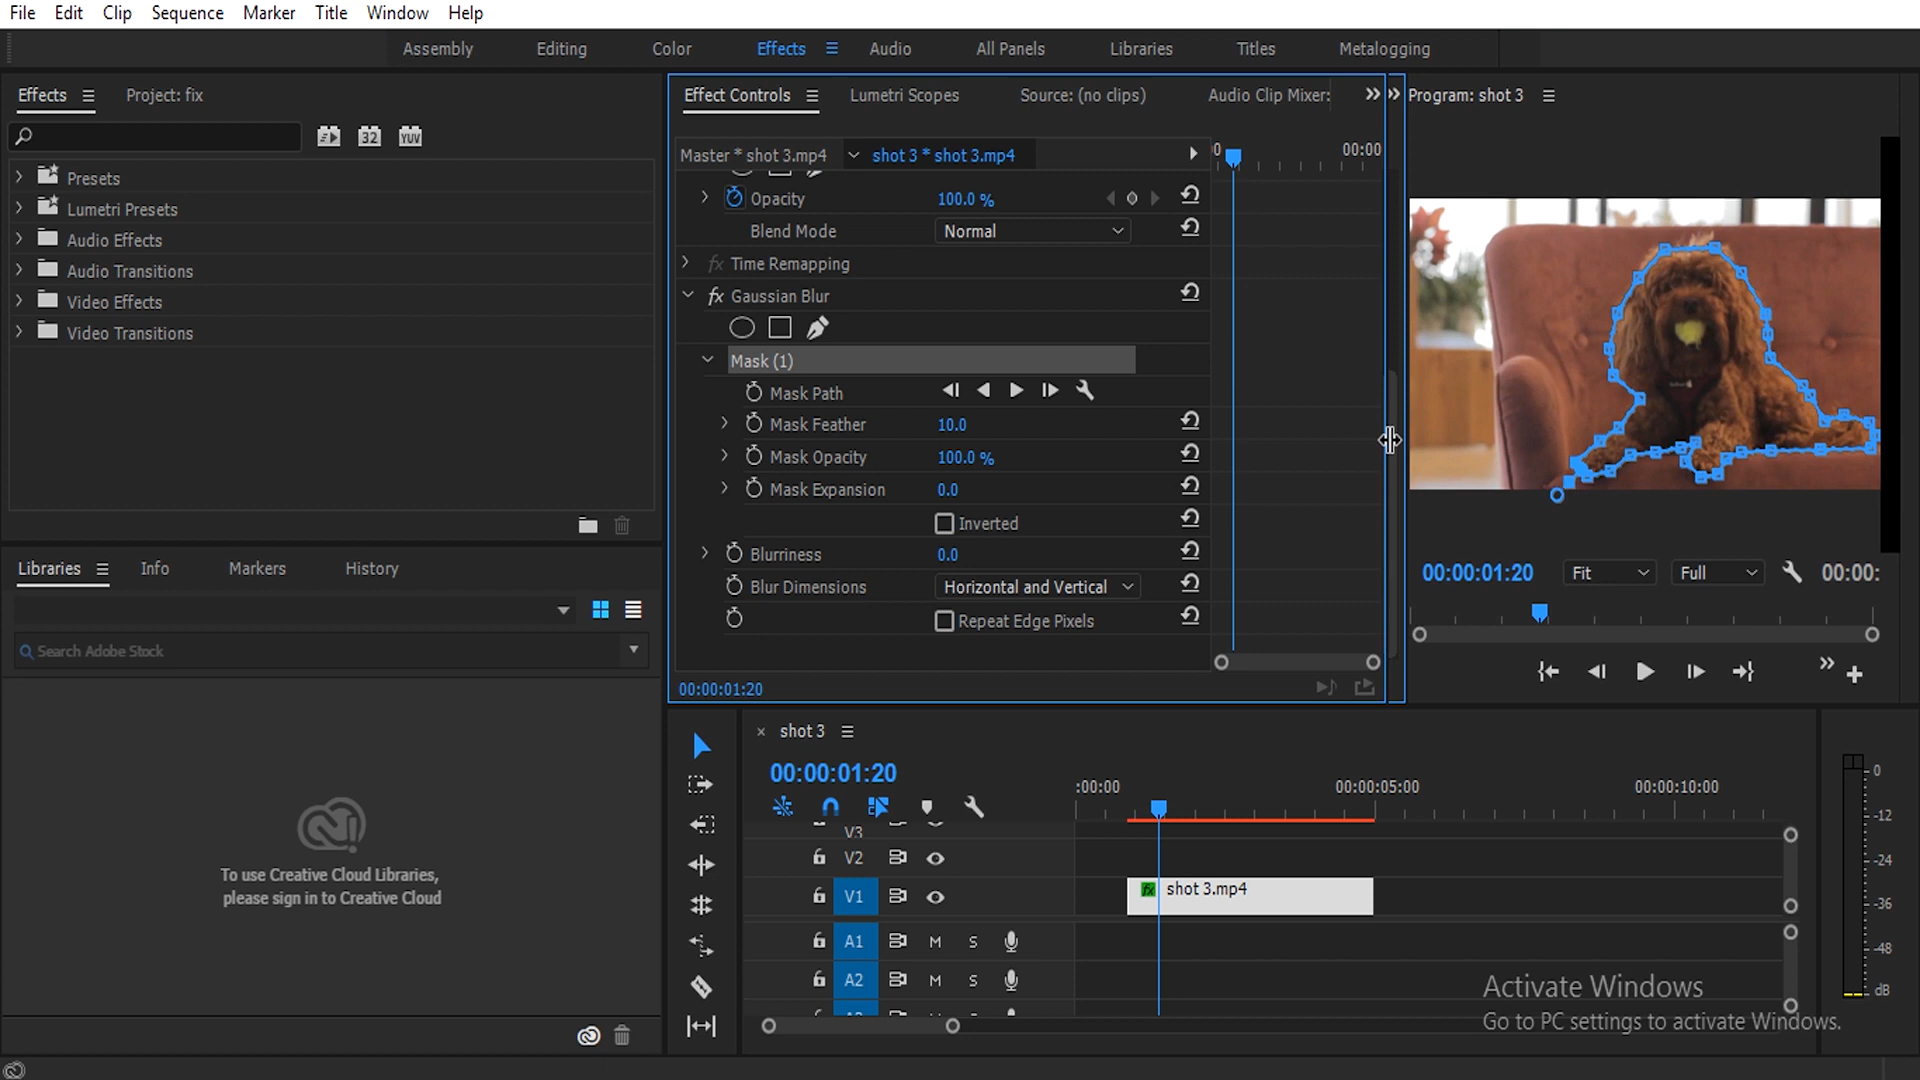 File Edit Clip Sequence Marker Title Window Help
Assembly Editing Color Effects Audio All Panels Libraries Titles Metalogging
Effects Project: fix
32 YUV
Presets
Lumetri Presets
Audio Effects
Audio Transitions
Video Effects
Video Transitions
Libraries Info Markers History
Search Adobe Stock
To use Creative Cloud Libraries,
please sign in to Creative Cloud
Effect Controls Lumetri Scopes Source: (no clips) Audio Clip Mixer:
Master * shot 3.mp4 shot 3 * shot 3.mp4 00:00
Opacity 100.0 %
Blend Mode Normal
fx Time Remapping
fx Gaussian Blur
Mask (1)
Mask Path
Mask Feather 10.0
Mask Opacity 100.0 %
Mask Expansion 0.0
Inverted
Blurriness 0.0
Blur Dimensions Horizontal and Vertical
Repeat Edge Pixels
00:00:01:20
Program: shot 3
00:00:01:20 Fit Full 00:00:
× shot 3
00:00:01:20
:00:00 00:00:05:00 00:00:10:00
V3
V2
V1 fx shot 3.mp4
A1 M S
A2 M S
0
-12
-24
-36
-48
dB
Activate Windows
Go to PC settings to activate Windows.